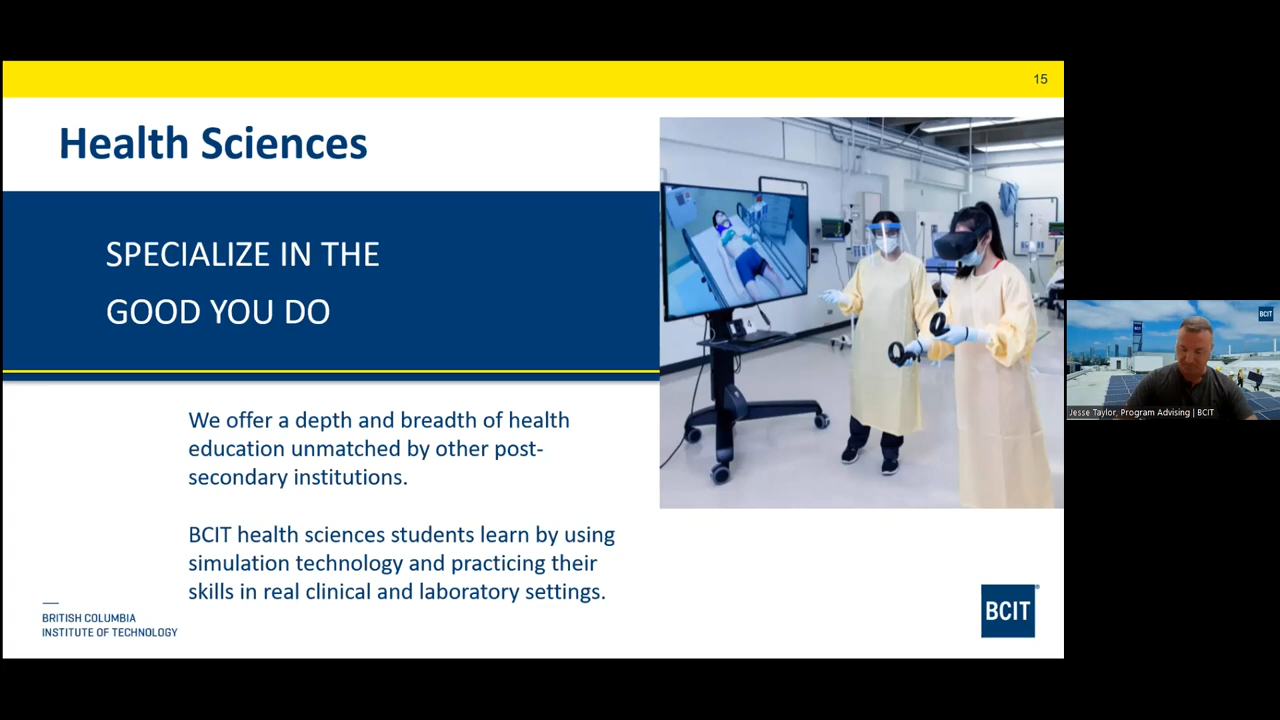 15
Health Sciences
SPECIALIZE IN THE
GOOD YOU DO
We offer a depth and breadth of health
education unmatched by other post-
secondary institutions.
BCIT health sciences students learn by using
simulation technology and practicing their
skills in real clinical and laboratory settings.
BRITISH COLUMBIA
INSTITUTE OF TECHNOLOGY
BCIT®
BCIT
Jesse Taylor, Program Advising | BCIT